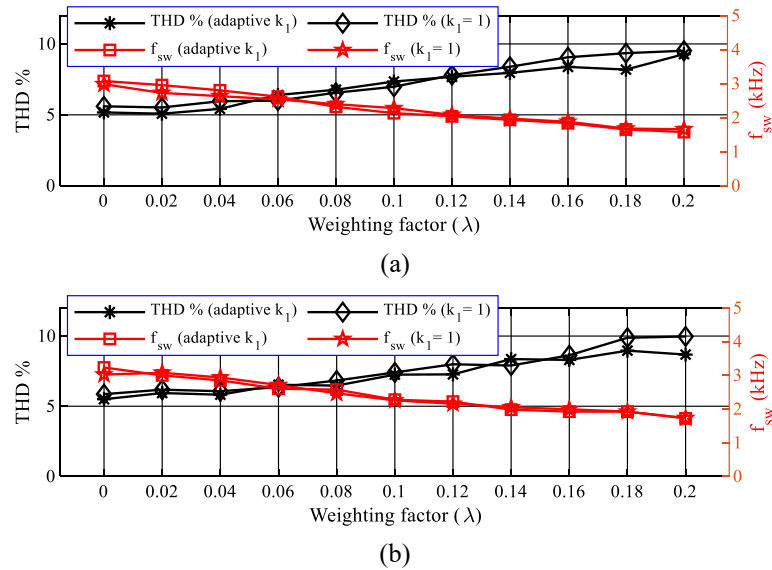 THD % (adaptive k1) THD % (k1= 1)
fsw (adaptive k1) fsw (k1= 1)
10
5
0
THD %
5
4
3
2
1
0
fsw (kHz)
0 0.02 0.04 0.06 0.08 0.1 0.12 0.14 0.16 0.18 0.2
Weighting factor (λ)
(a)
THD % (adaptive k1) THD % (k1= 1)
fsw (adaptive k1) fsw (k1= 1)
10
5
0
THD %
5
4
3
2
1
0
fsw (kHz)
0 0.02 0.04 0.06 0.08 0.1 0.12 0.14 0.16 0.18 0.2
Weighting factor (λ)
(b)